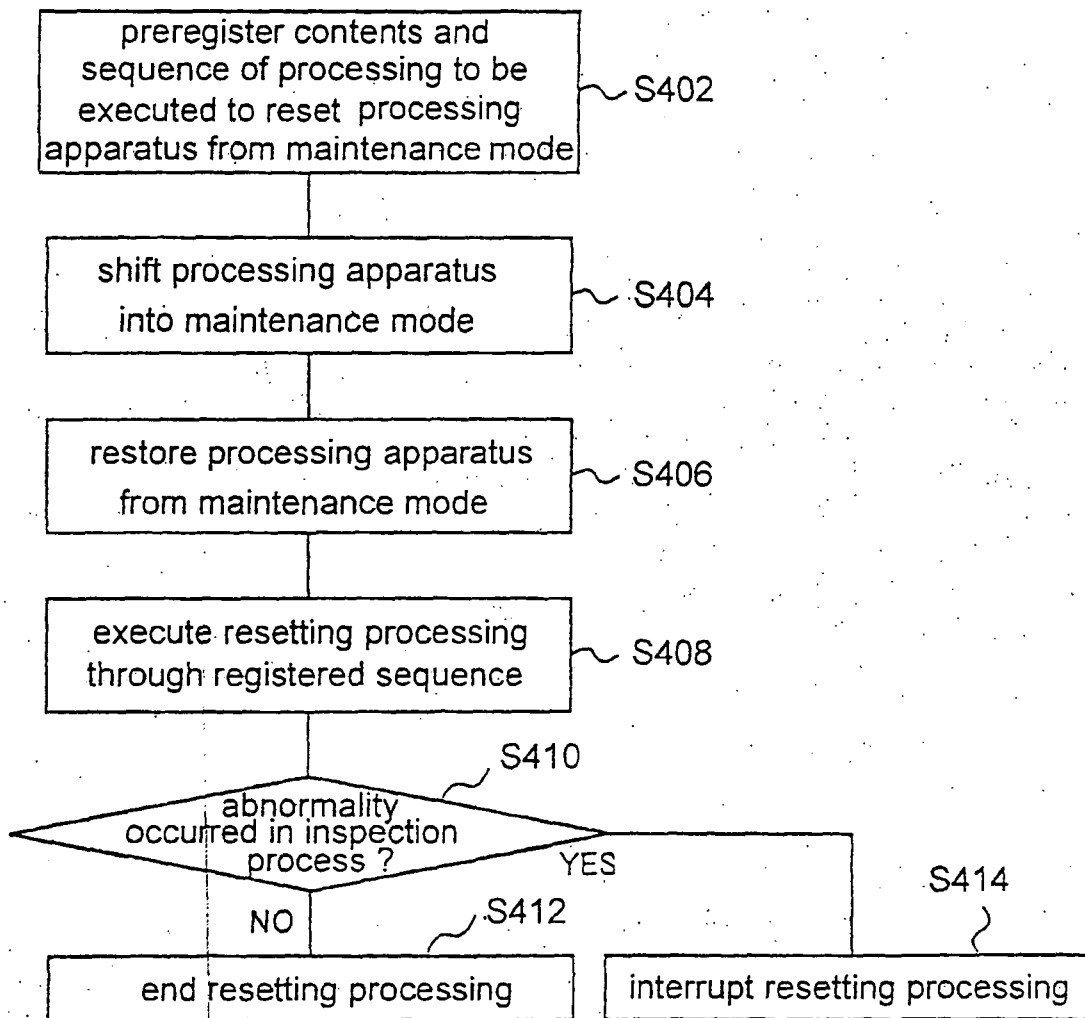 preregister contents and
sequence of processing to be
executed to reset processing
apparatus from maintenance mode
S402
shift processing apparatus
into maintenance mode
S404
restore processing apparatus
from maintenance mode
S406
execute resetting processing
through registered sequence
S408
S410
abnormality
occurred in inspection
process ?
YES
NO
S412
S414
end resetting processing
interrupt resetting processing